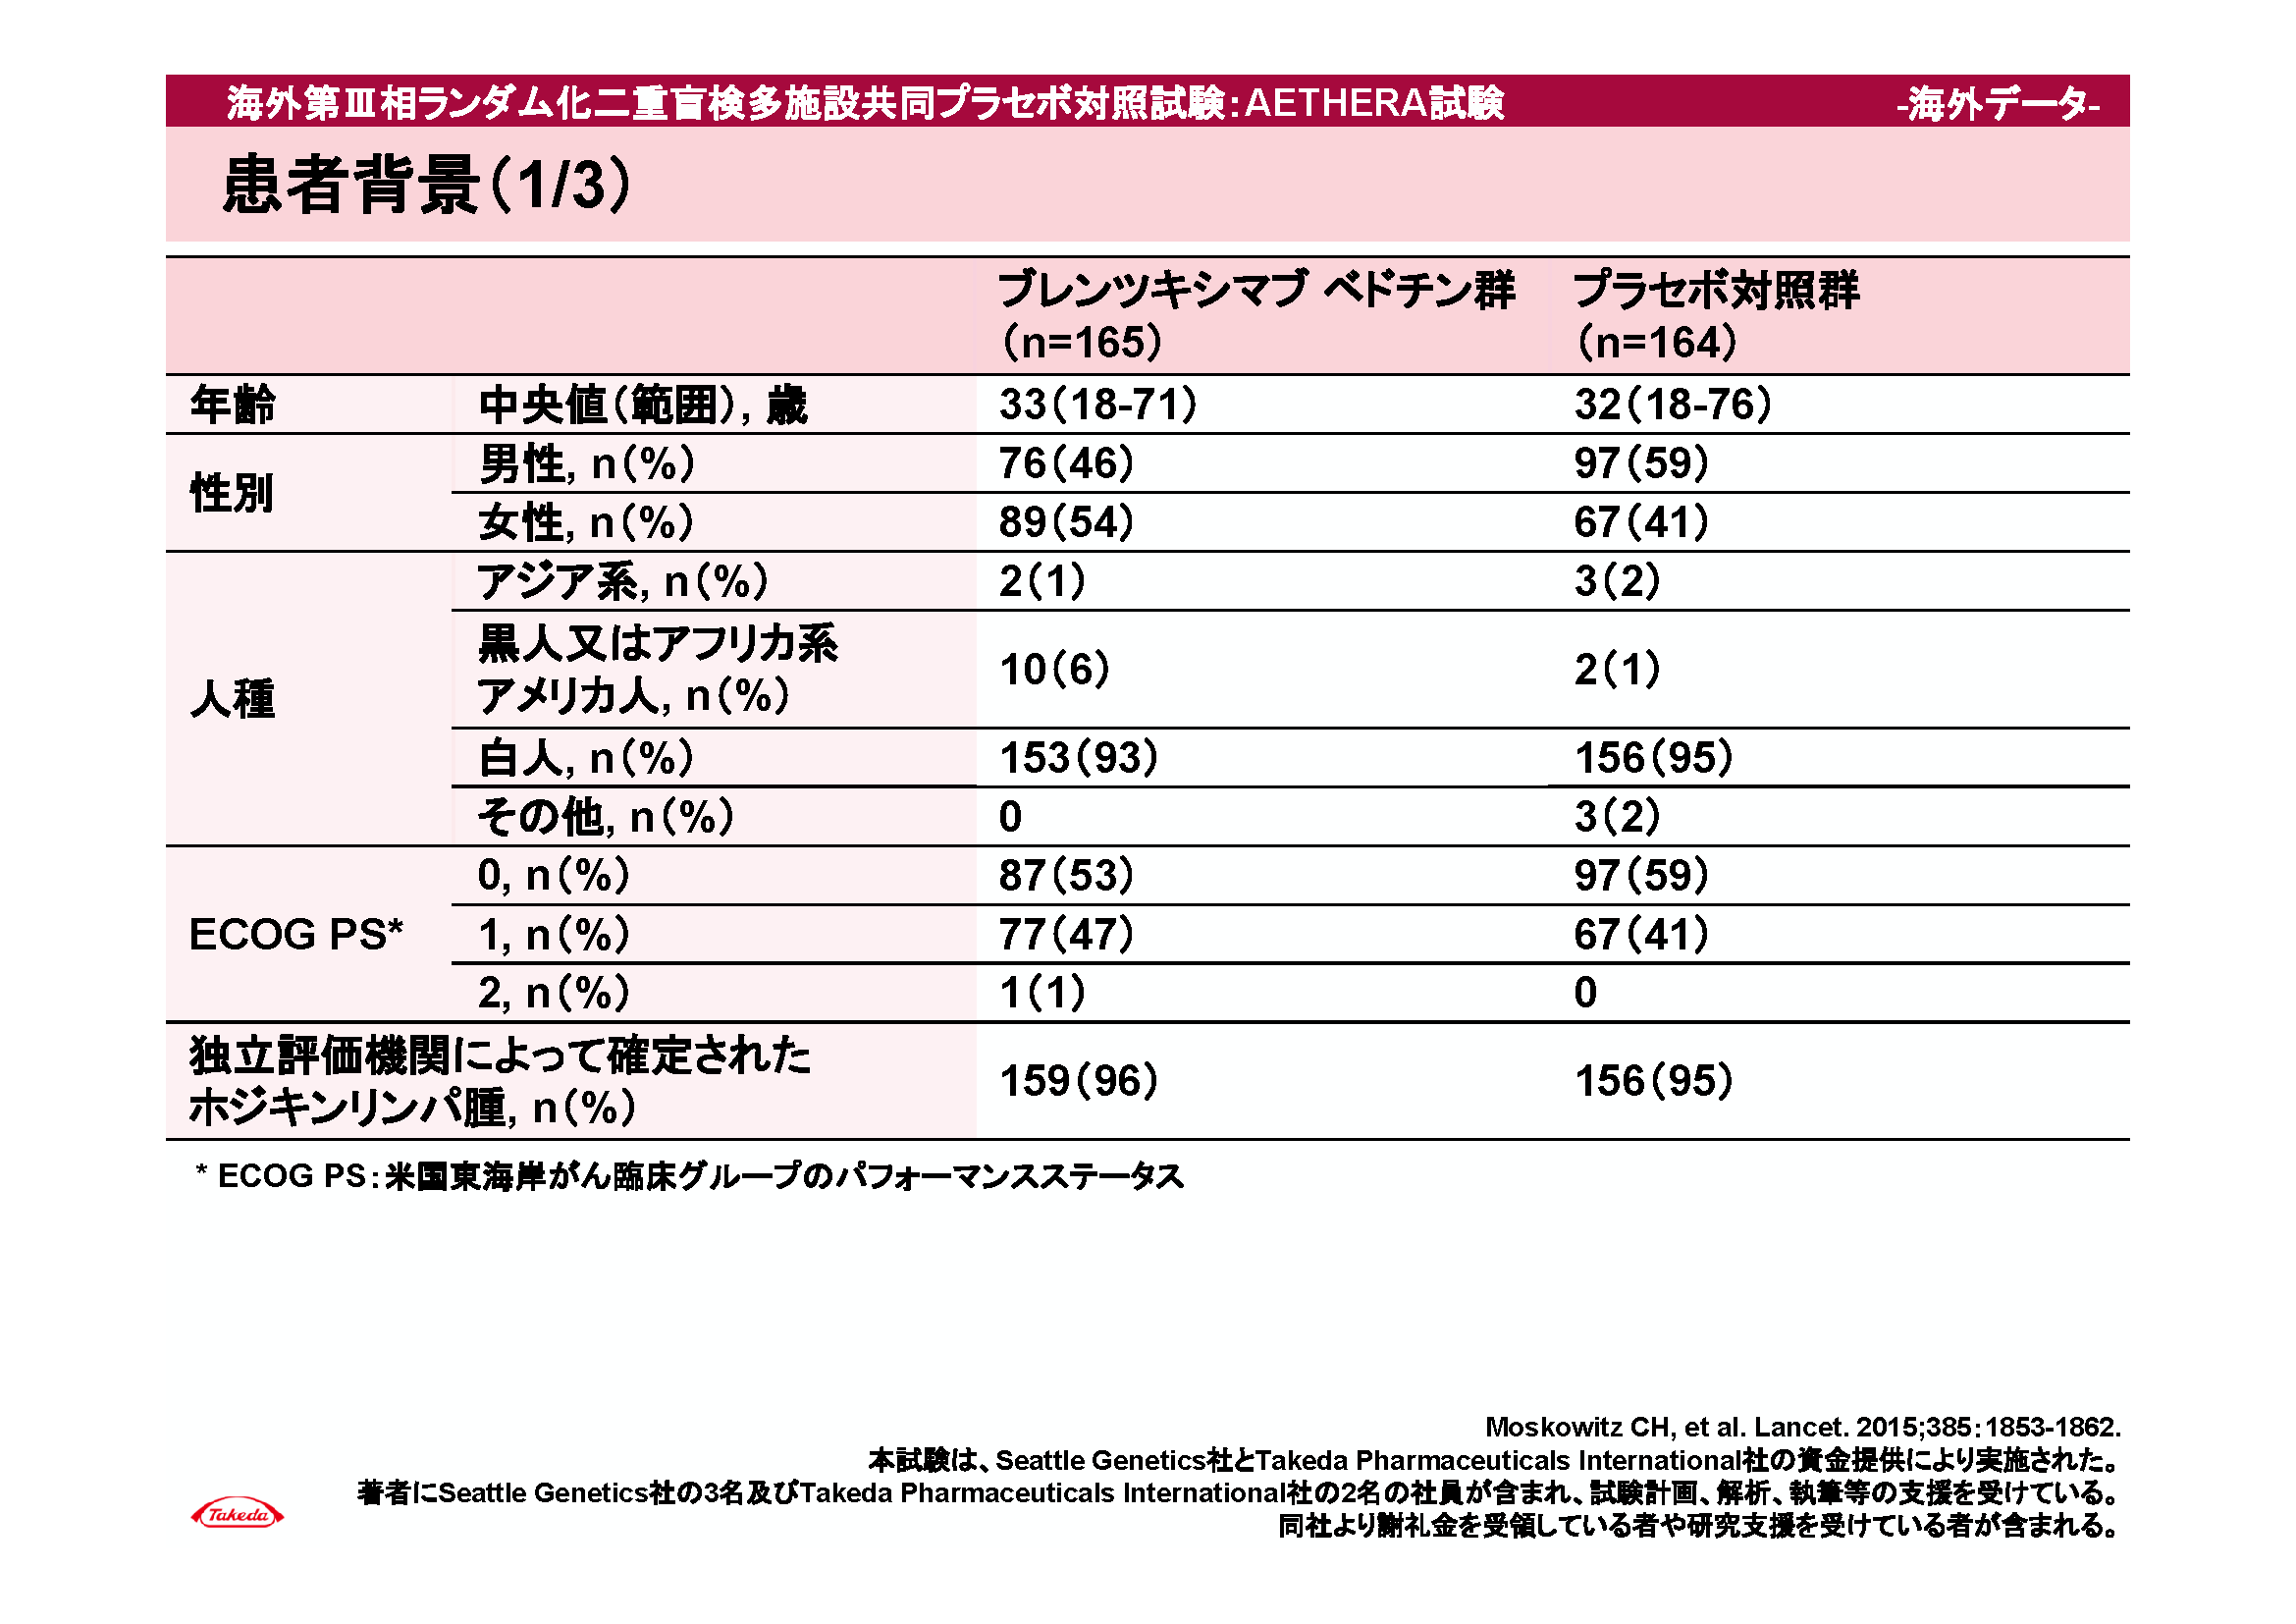 海外第Ⅲ相ランダム化二重盲検多施設共同プラセボ対照試験：AETHERA試験 -海外データ-
患者背景（1/3）
ブレンツキシマブ ベドチン群 プラセボ対照群
（n=165） （n=164）
年齢 中央値（範囲）, 歳 33（18-71） 32（18-76）
性別
男性, n（%） 76（46） 97（59）
女性, n（%） 89（54） 67（41）
人種
アジア系, n（%） 2（1） 3（2）
黒人又はアフリカ系
アメリカ人, n（%） 10（6） 2（1）
白人, n（%） 153（93） 156（95）
その他, n（%） 0 3（2）
ECOG PS*
0, n（%） 87（53） 97（59）
1, n（%） 77（47） 67（41）
2, n（%） 1（1） 0
独立評価機関によって確定された
ホジキンリンパ腫, n（%） 159（96） 156（95）
* ECOG PS：米国東海岸がん臨床グループのパフォーマンスステータス
Moskowitz CH, et al. Lancet. 2015;385：1853-1862.
本試験は、Seattle Genetics社とTakeda Pharmaceuticals International社の資金提供により実施された。
著者にSeattle Genetics社の3名及びTakeda Pharmaceuticals International社の2名の社員が含まれ、試験計画、解析、執筆等の支援を受けている。
同社より謝礼金を受領している者や研究支援を受けている者が含まれる。
Takeda